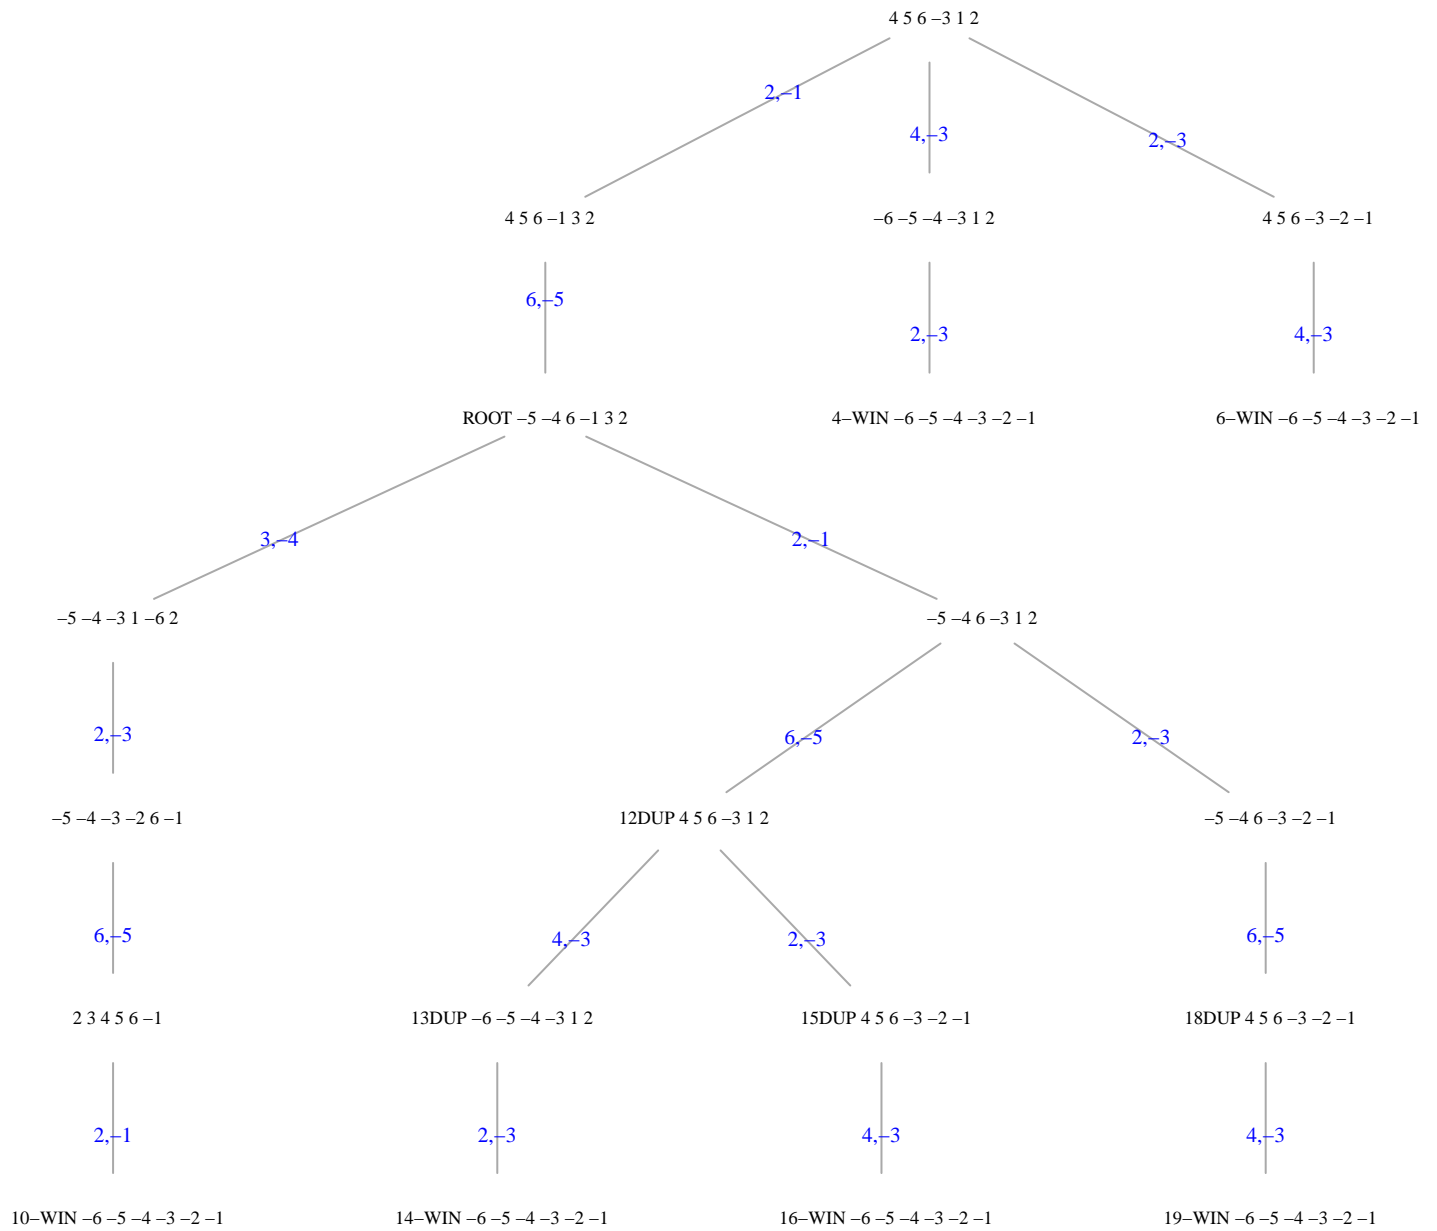 4 5 6 –3 1 2
2,–1
4,–3
2,–3
4 5 6 –1 3 2
–6 –5 –4 –3 1 2
4 5 6 –3 –2 –1
6,–5
2,–3
4,–3
ROOT –5 –4 6 –1 3 2
4–WIN –6 –5 –4 –3 –2 –1
6–WIN –6 –5 –4 –3 –2 –1
3,–4
2,–1
–5 –4 –3 1 –6 2
–5 –4 6 –3 1 2
2,–3
6,–5
2,–3
–5 –4 –3 –2 6 –1
12DUP 4 5 6 –3 1 2
–5 –4 6 –3 –2 –1
6,–5
4,–3
2,–3
6,–5
2 3 4 5 6 –1
13DUP –6 –5 –4 –3 1 2
15DUP 4 5 6 –3 –2 –1
18DUP 4 5 6 –3 –2 –1
2,–1
2,–3
4,–3
4,–3
10–WIN –6 –5 –4 –3 –2 –1
14–WIN –6 –5 –4 –3 –2 –1
16–WIN –6 –5 –4 –3 –2 –1
19–WIN –6 –5 –4 –3 –2 –1